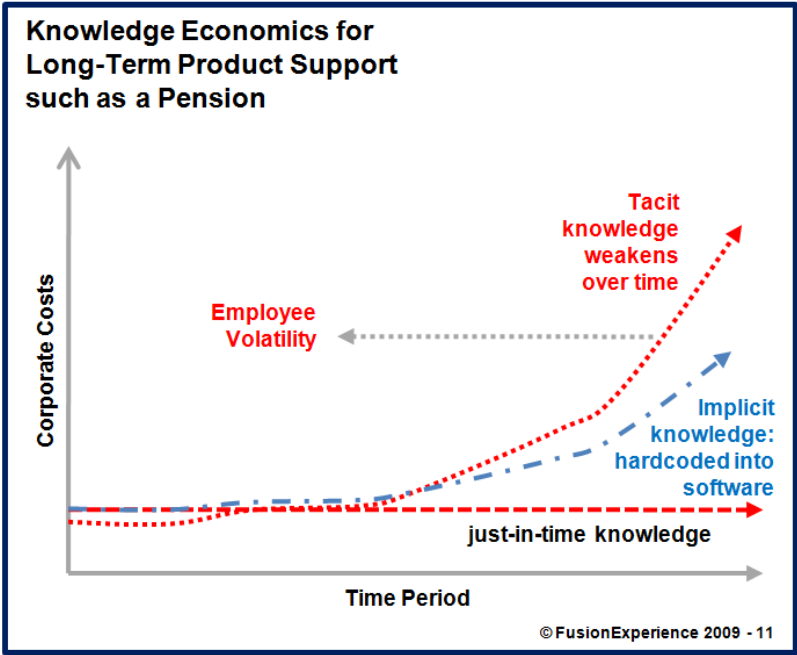 Knowledge Economics for
Long-Term Product Support
such as a Pension
Tacit
knowledge
weakens
over time
Employee
Volatility
Corporate Costs
Implicit
knowledge:
hardcoded into
software
just-in-time knowledge
Time Period
© FusionExperience 2009 - 11